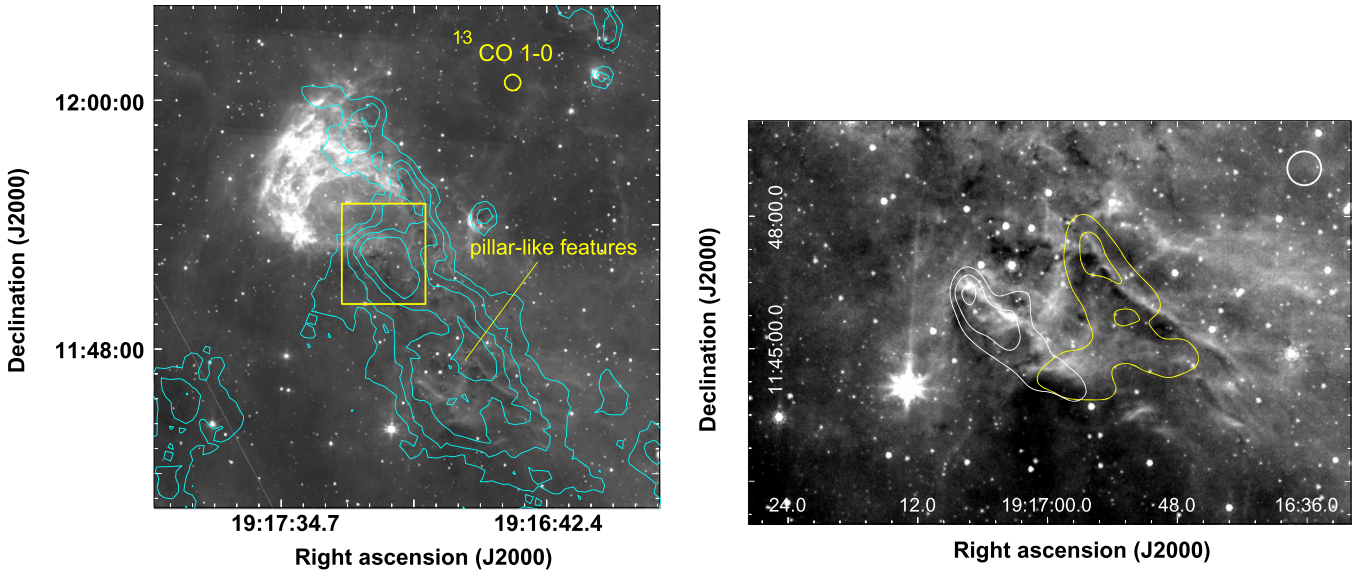 ¹³CO 1-0
12:00:00
pillar-like features
11:48:00
Declination (J2000)
19:17:34.7
19:16:42.4
Right ascension (J2000)
48:00.0
11:45:00.0
Declination (J2000)
24.0
12.0
19:17:00.0
48.0
16:36.0
Right ascension (J2000)